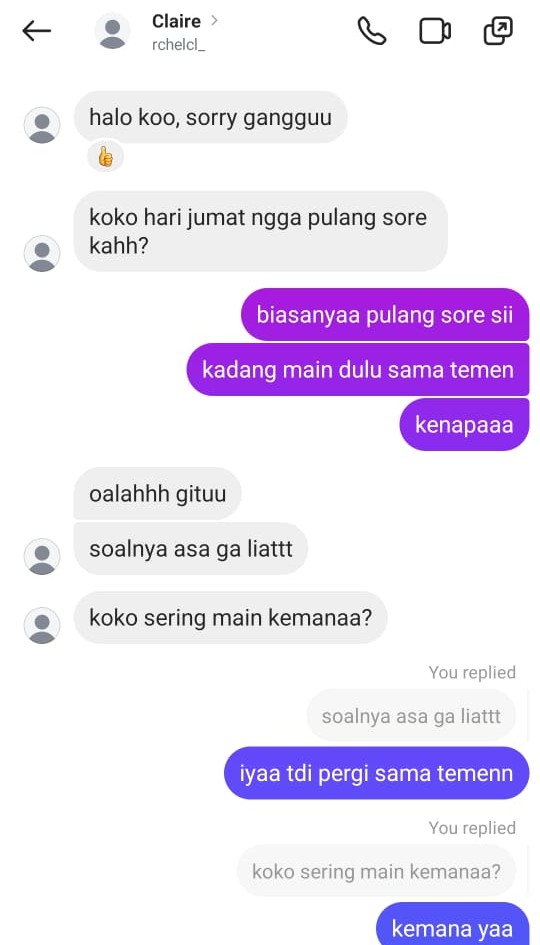 Claire
rchelcl_
halo koo, sorry gangguu
koko hari jumat ngga pulang sore
kahh?
biasanyaa pulang sore sii
kadang main dulu sama temen
kenapaaa
oalahhh gituu
soalnya asa ga liattt
koko sering main kemanaa?
You replied
soalnya asa ga liattt
iyaa tdi pergi sama temenn
You replied
koko sering main kemanaa?
kemana yaa